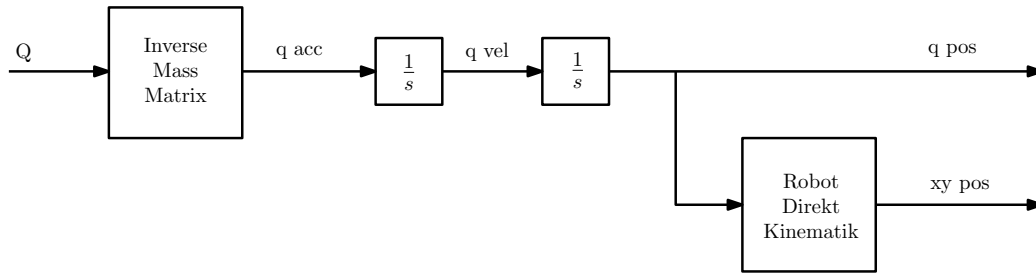 Q
Inverse
Mass
Matrix
q acc
1
s
q vel
1
s
q pos
Robot
Direkt
Kinematik
xy pos